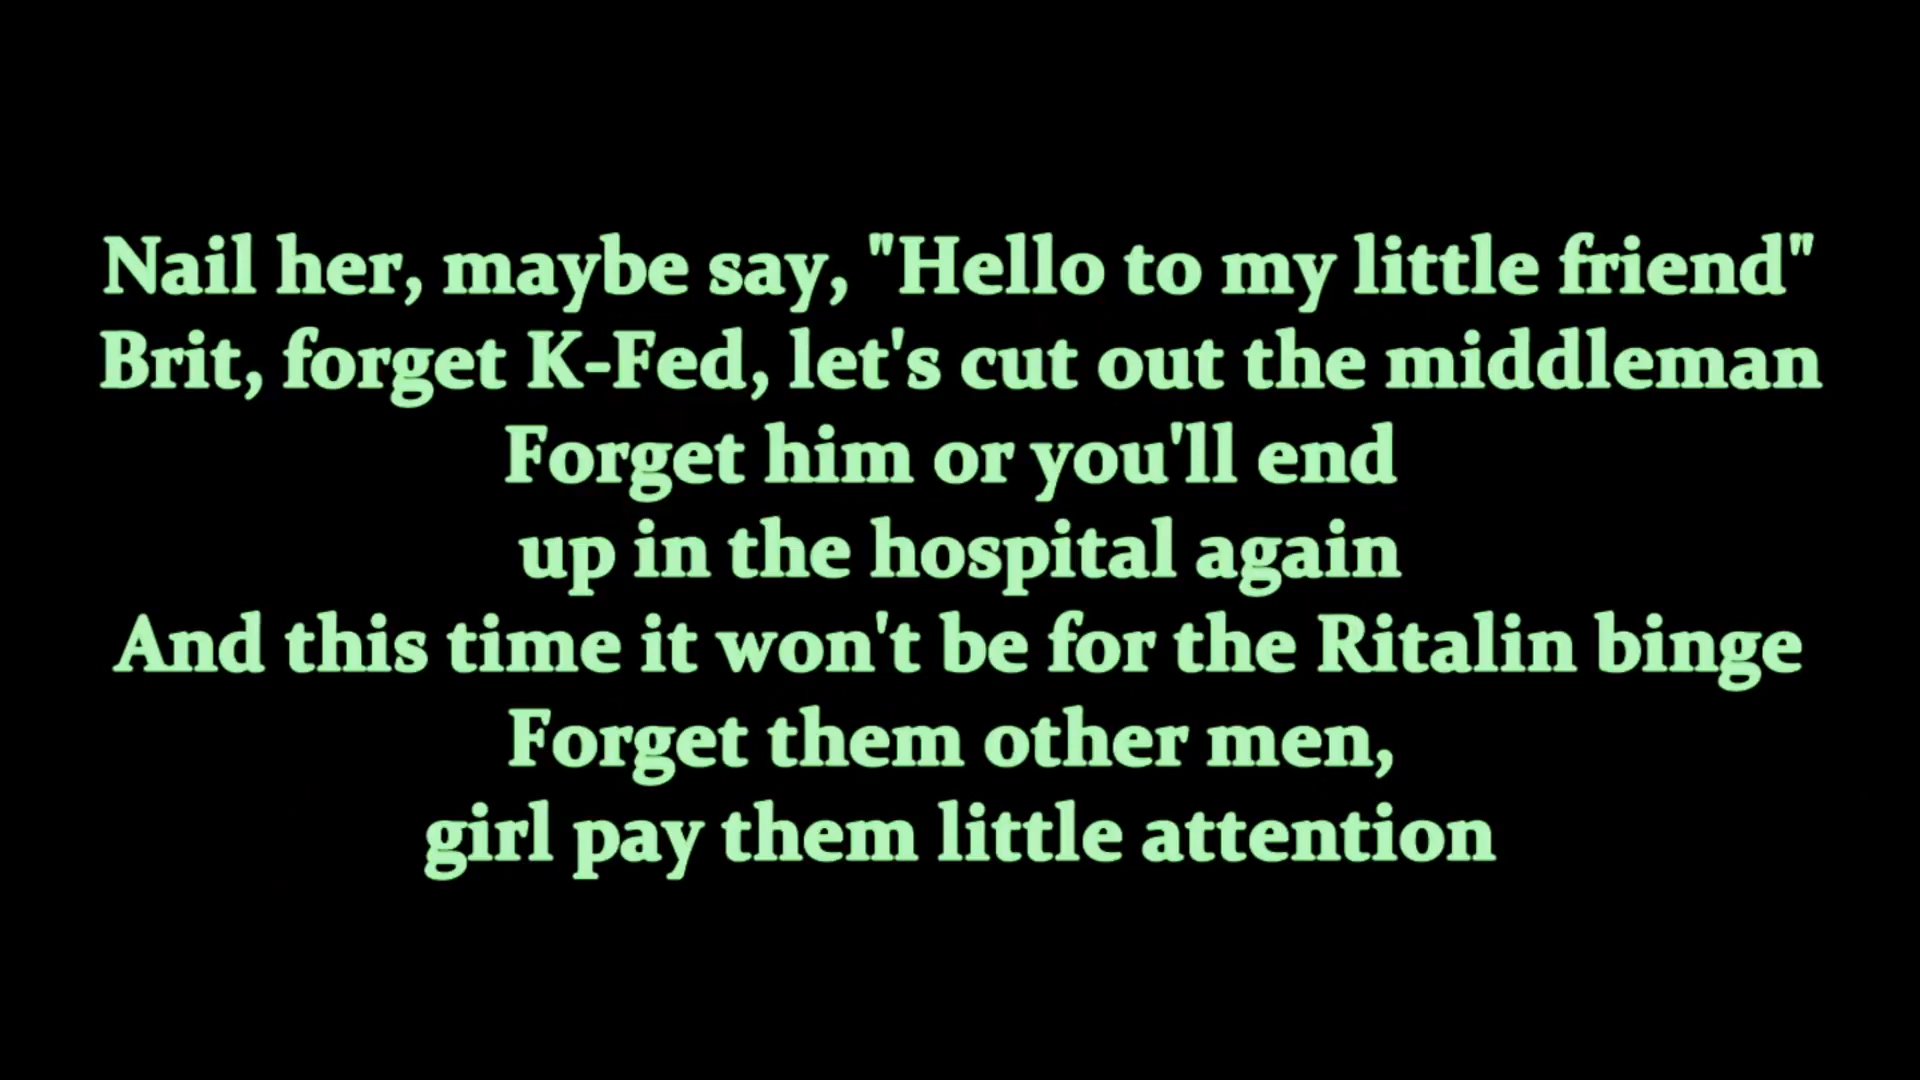 Nail her, maybe say, "Hello to my little friend"
Brit, forget K-Fed, let's cut out the middleman
Forget him or you'll end
up in the hospital again
And this time it won't be for the Ritalin binge
Forget them other men,
girl pay them little attention